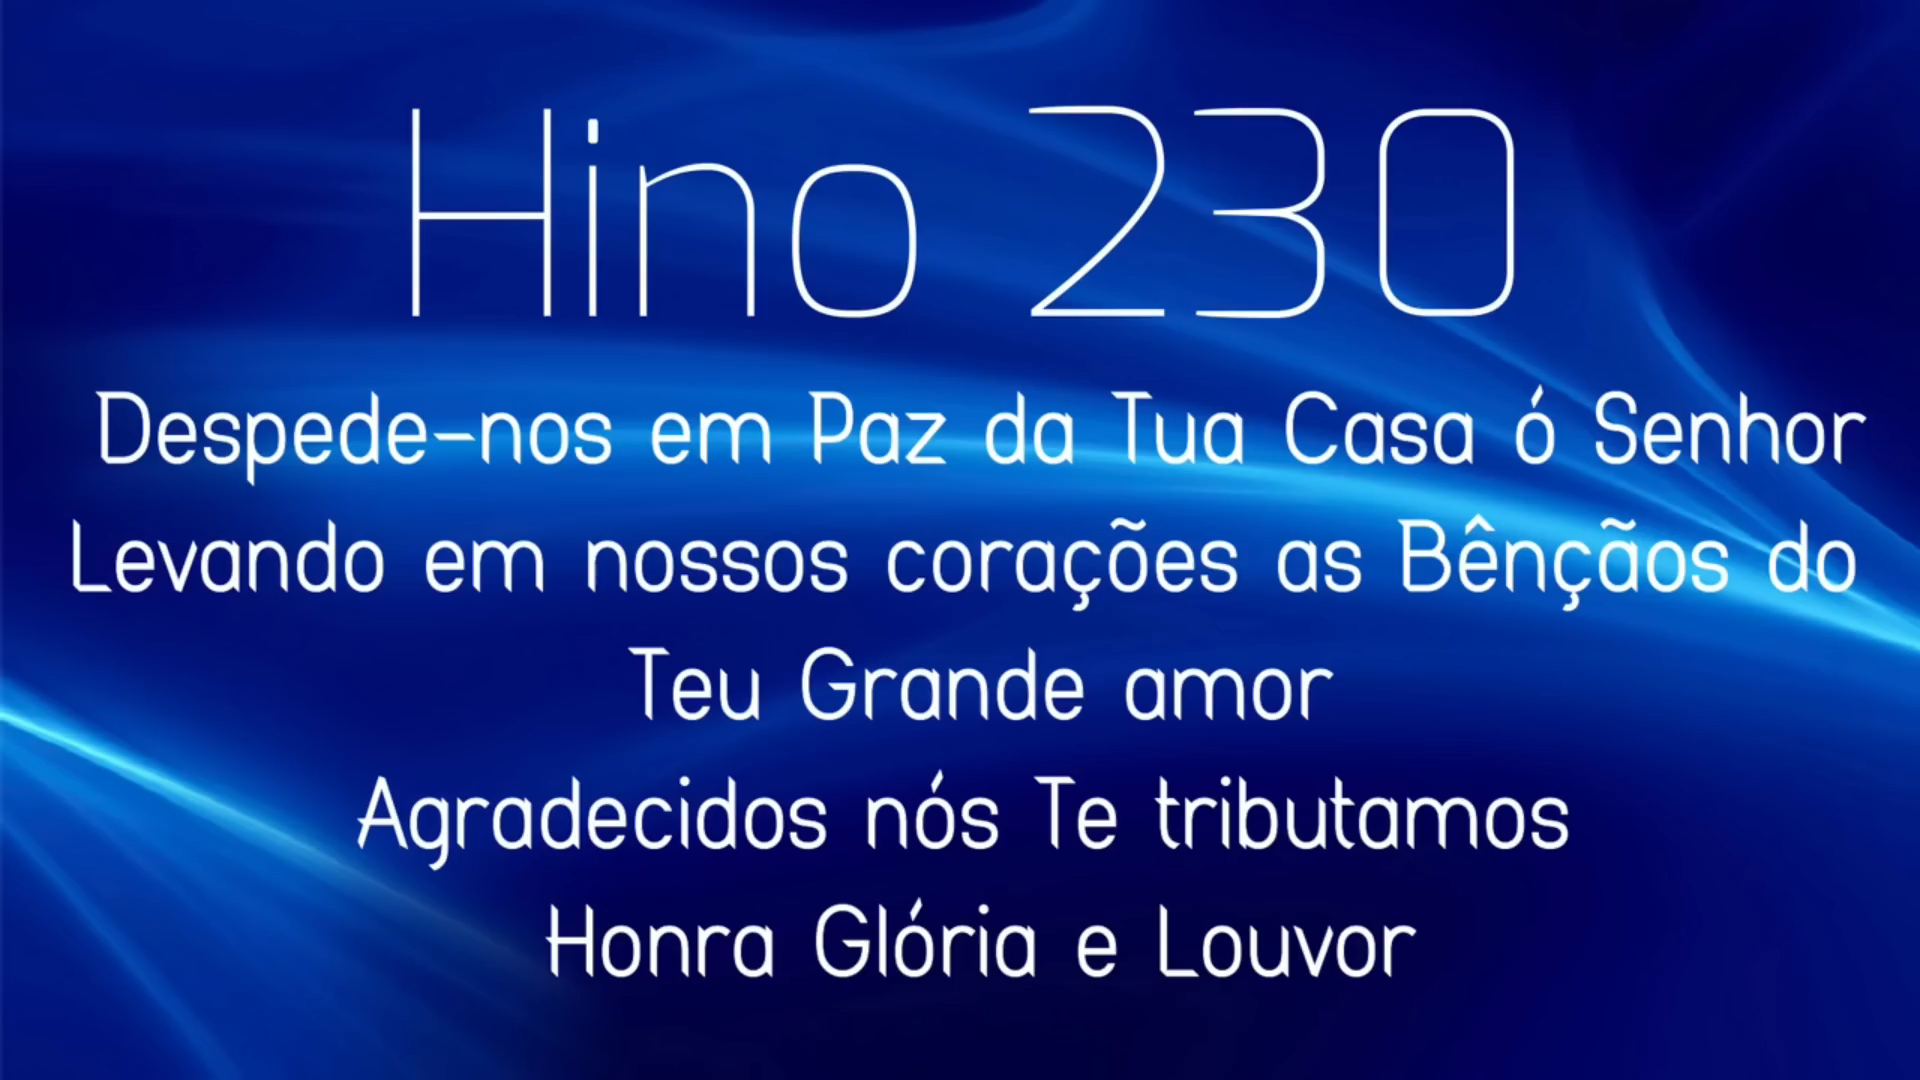 Hino 230
Despede-nos em Paz da Tua Casa ó Senhor
Levando em nossos corações as Bênçãos do
Teu Grande amor
Agradecidos nós Te tributamos
Honra Glória e Louvor